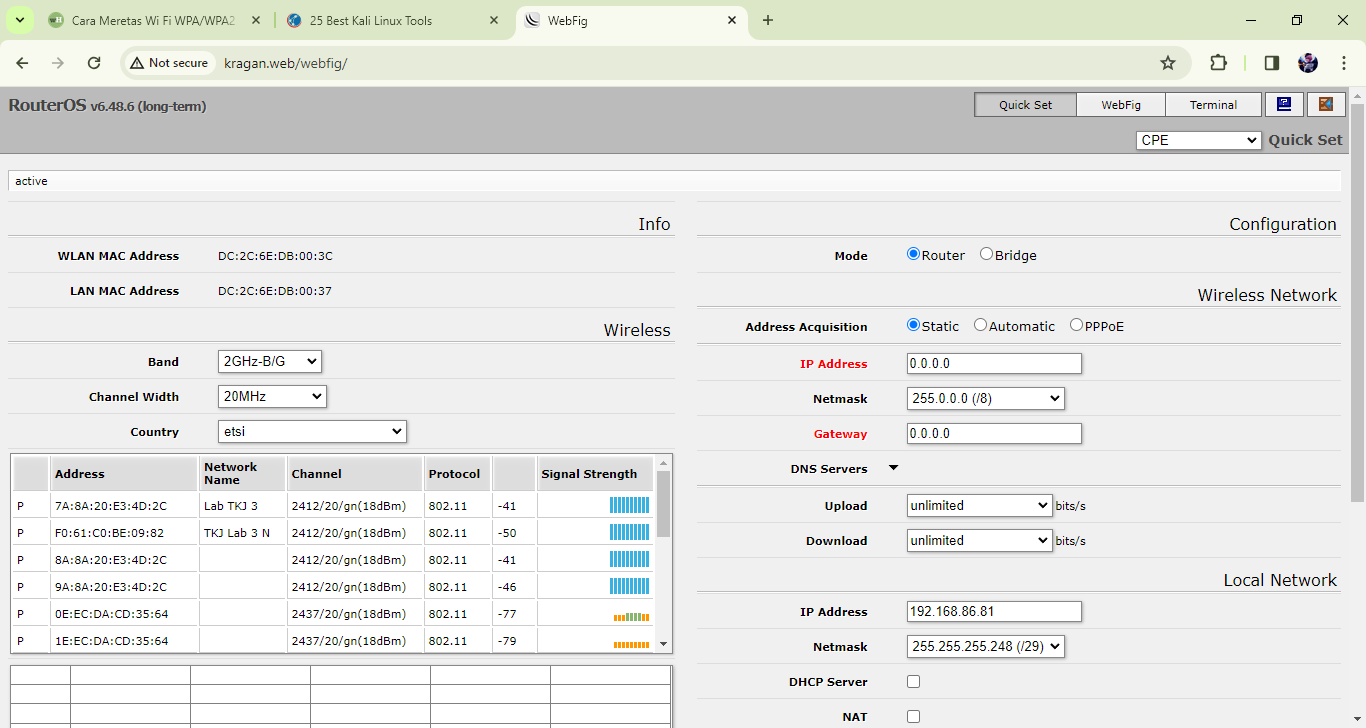 Cara Meretas Wi Fi WPA/WPA2
25 Best Kali Linux Tools
WebFig
Not secure
kragan.web/webfig/
RouterOS v6.48.6 (long-term)
Quick Set
WebFig
Terminal
CPE
Quick Set
active
Info
WLAN MAC Address DC:2C:6E:DB:00:3C
LAN MAC Address DC:2C:6E:DB:00:37
Wireless
Band 2GHz-B/G
Channel Width 20MHz
Country etsi
Address Network Name Channel Protocol Signal Strength
P 7A:8A:20:E3:4D:2C Lab TKJ 3 2412/20/gn(18dBm) 802.11 -41
P F0:61:C0:BE:09:82 TKJ Lab 3 N 2412/20/gn(18dBm) 802.11 -50
P 8A:8A:20:E3:4D:2C 2412/20/gn(18dBm) 802.11 -41
P 9A:8A:20:E3:4D:2C 2412/20/gn(18dBm) 802.11 -46
P 0E:EC:DA:CD:35:64 2437/20/gn(18dBm) 802.11 -77
P 1E:EC:DA:CD:35:64 2437/20/gn(18dBm) 802.11 -79
Configuration
Mode Router Bridge
Wireless Network
Address Acquisition Static Automatic PPPoE
IP Address 0.0.0.0
Netmask 255.0.0.0 (/8)
Gateway 0.0.0.0
DNS Servers
Upload unlimited bits/s
Download unlimited bits/s
Local Network
IP Address 192.168.86.81
Netmask 255.255.255.248 (/29)
DHCP Server
NAT